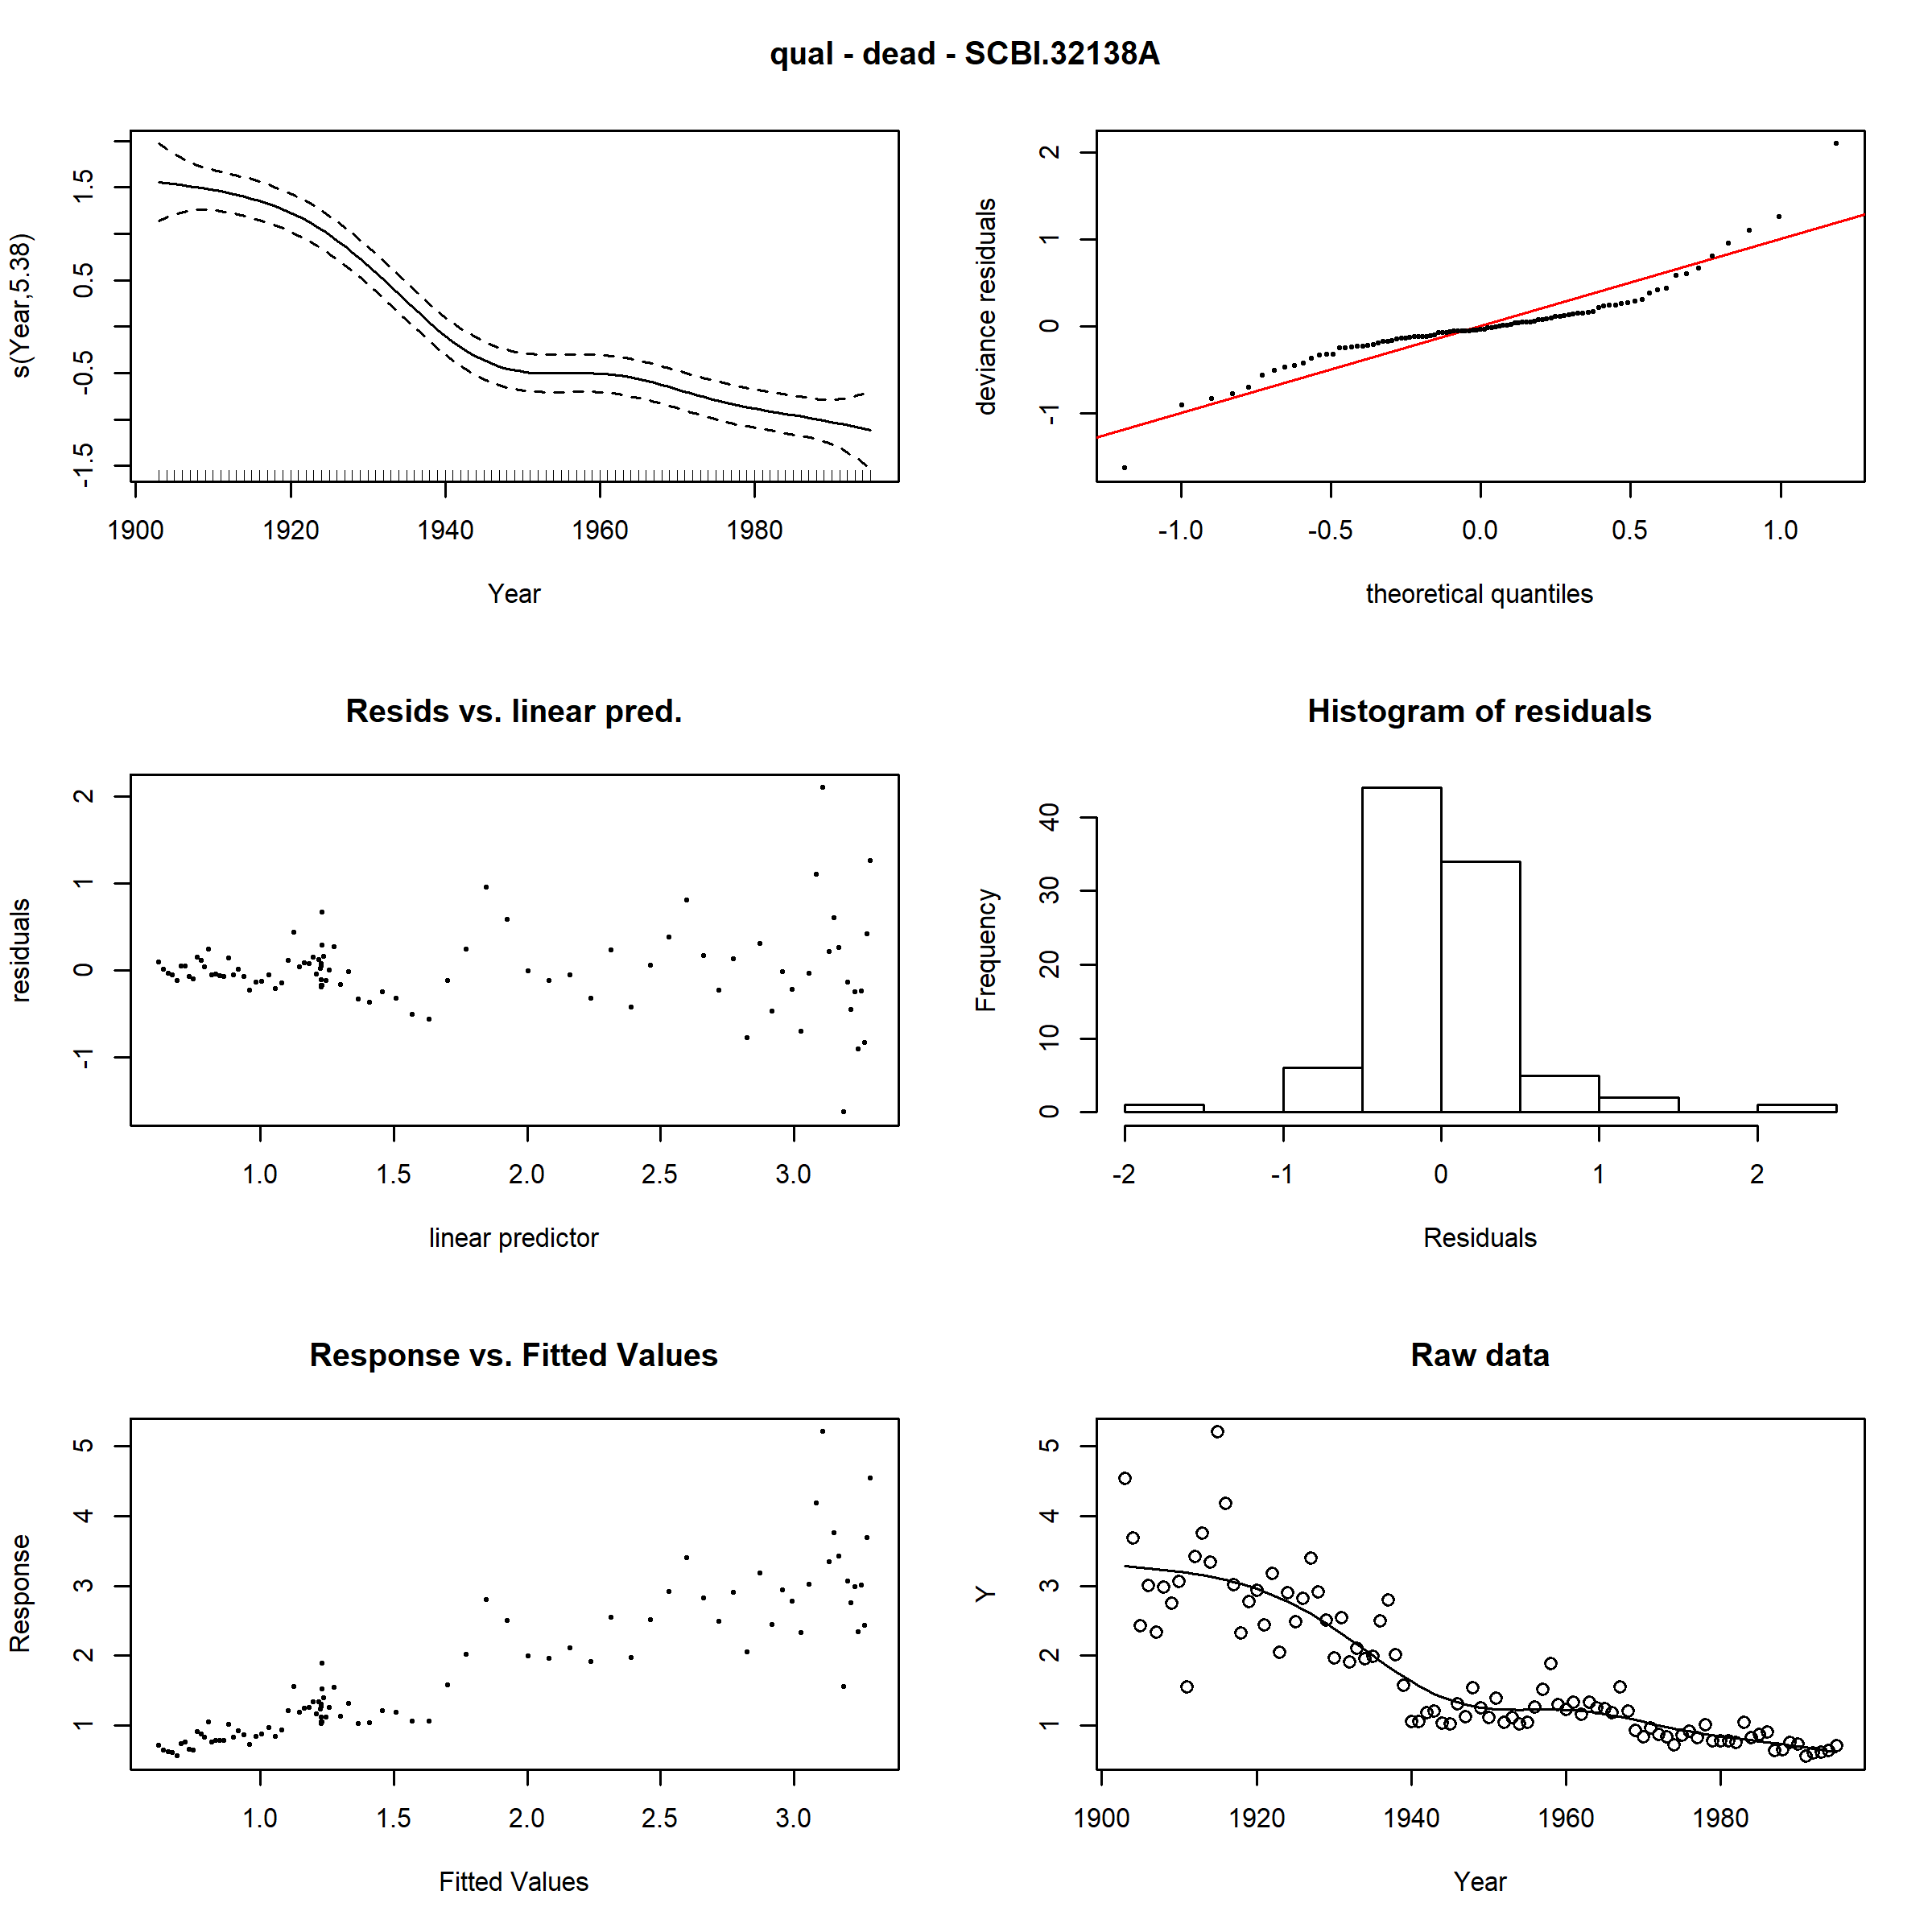 qual - dead - SCBI.32138A
s(Year,5.38)
-1.5 -0.5 0.5 1.5
1900 1920 1940 1960 1980
Year
deviance residuals
-1 0 1 2
-1.0 -0.5 0.0 0.5 1.0
theoretical quantiles
Resids vs. linear pred.
residuals
-1 0 1 2
1.0 1.5 2.0 2.5 3.0
linear predictor
Histogram of residuals
Frequency
0 10 20 30 40
-2 -1 0 1 2
Residuals
Response vs. Fitted Values
Response
1 2 3 4 5
1.0 1.5 2.0 2.5 3.0
Fitted Values
Raw data
Y
1 2 3 4 5
1900 1920 1940 1960 1980
Year